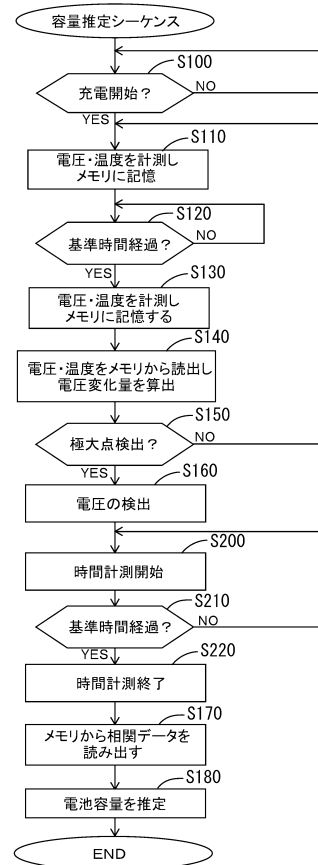 容量推定シーケンス
S100
充電開始？
NO
YES
S110
電圧・温度を計測し
メモリに記憶
S120
基準時間経過？
NO
YES
S130
電圧・温度を計測し
メモリに記憶する
S140
電圧・温度をメモリから読出し
電圧変化量を算出
S150
極大点検出？
NO
YES
S160
電圧の検出
S200
時間計測開始
S210
基準時間経過？
NO
YES
S220
時間計測終了
S170
メモリから相関データを
読み出す
S180
電池容量を推定
END